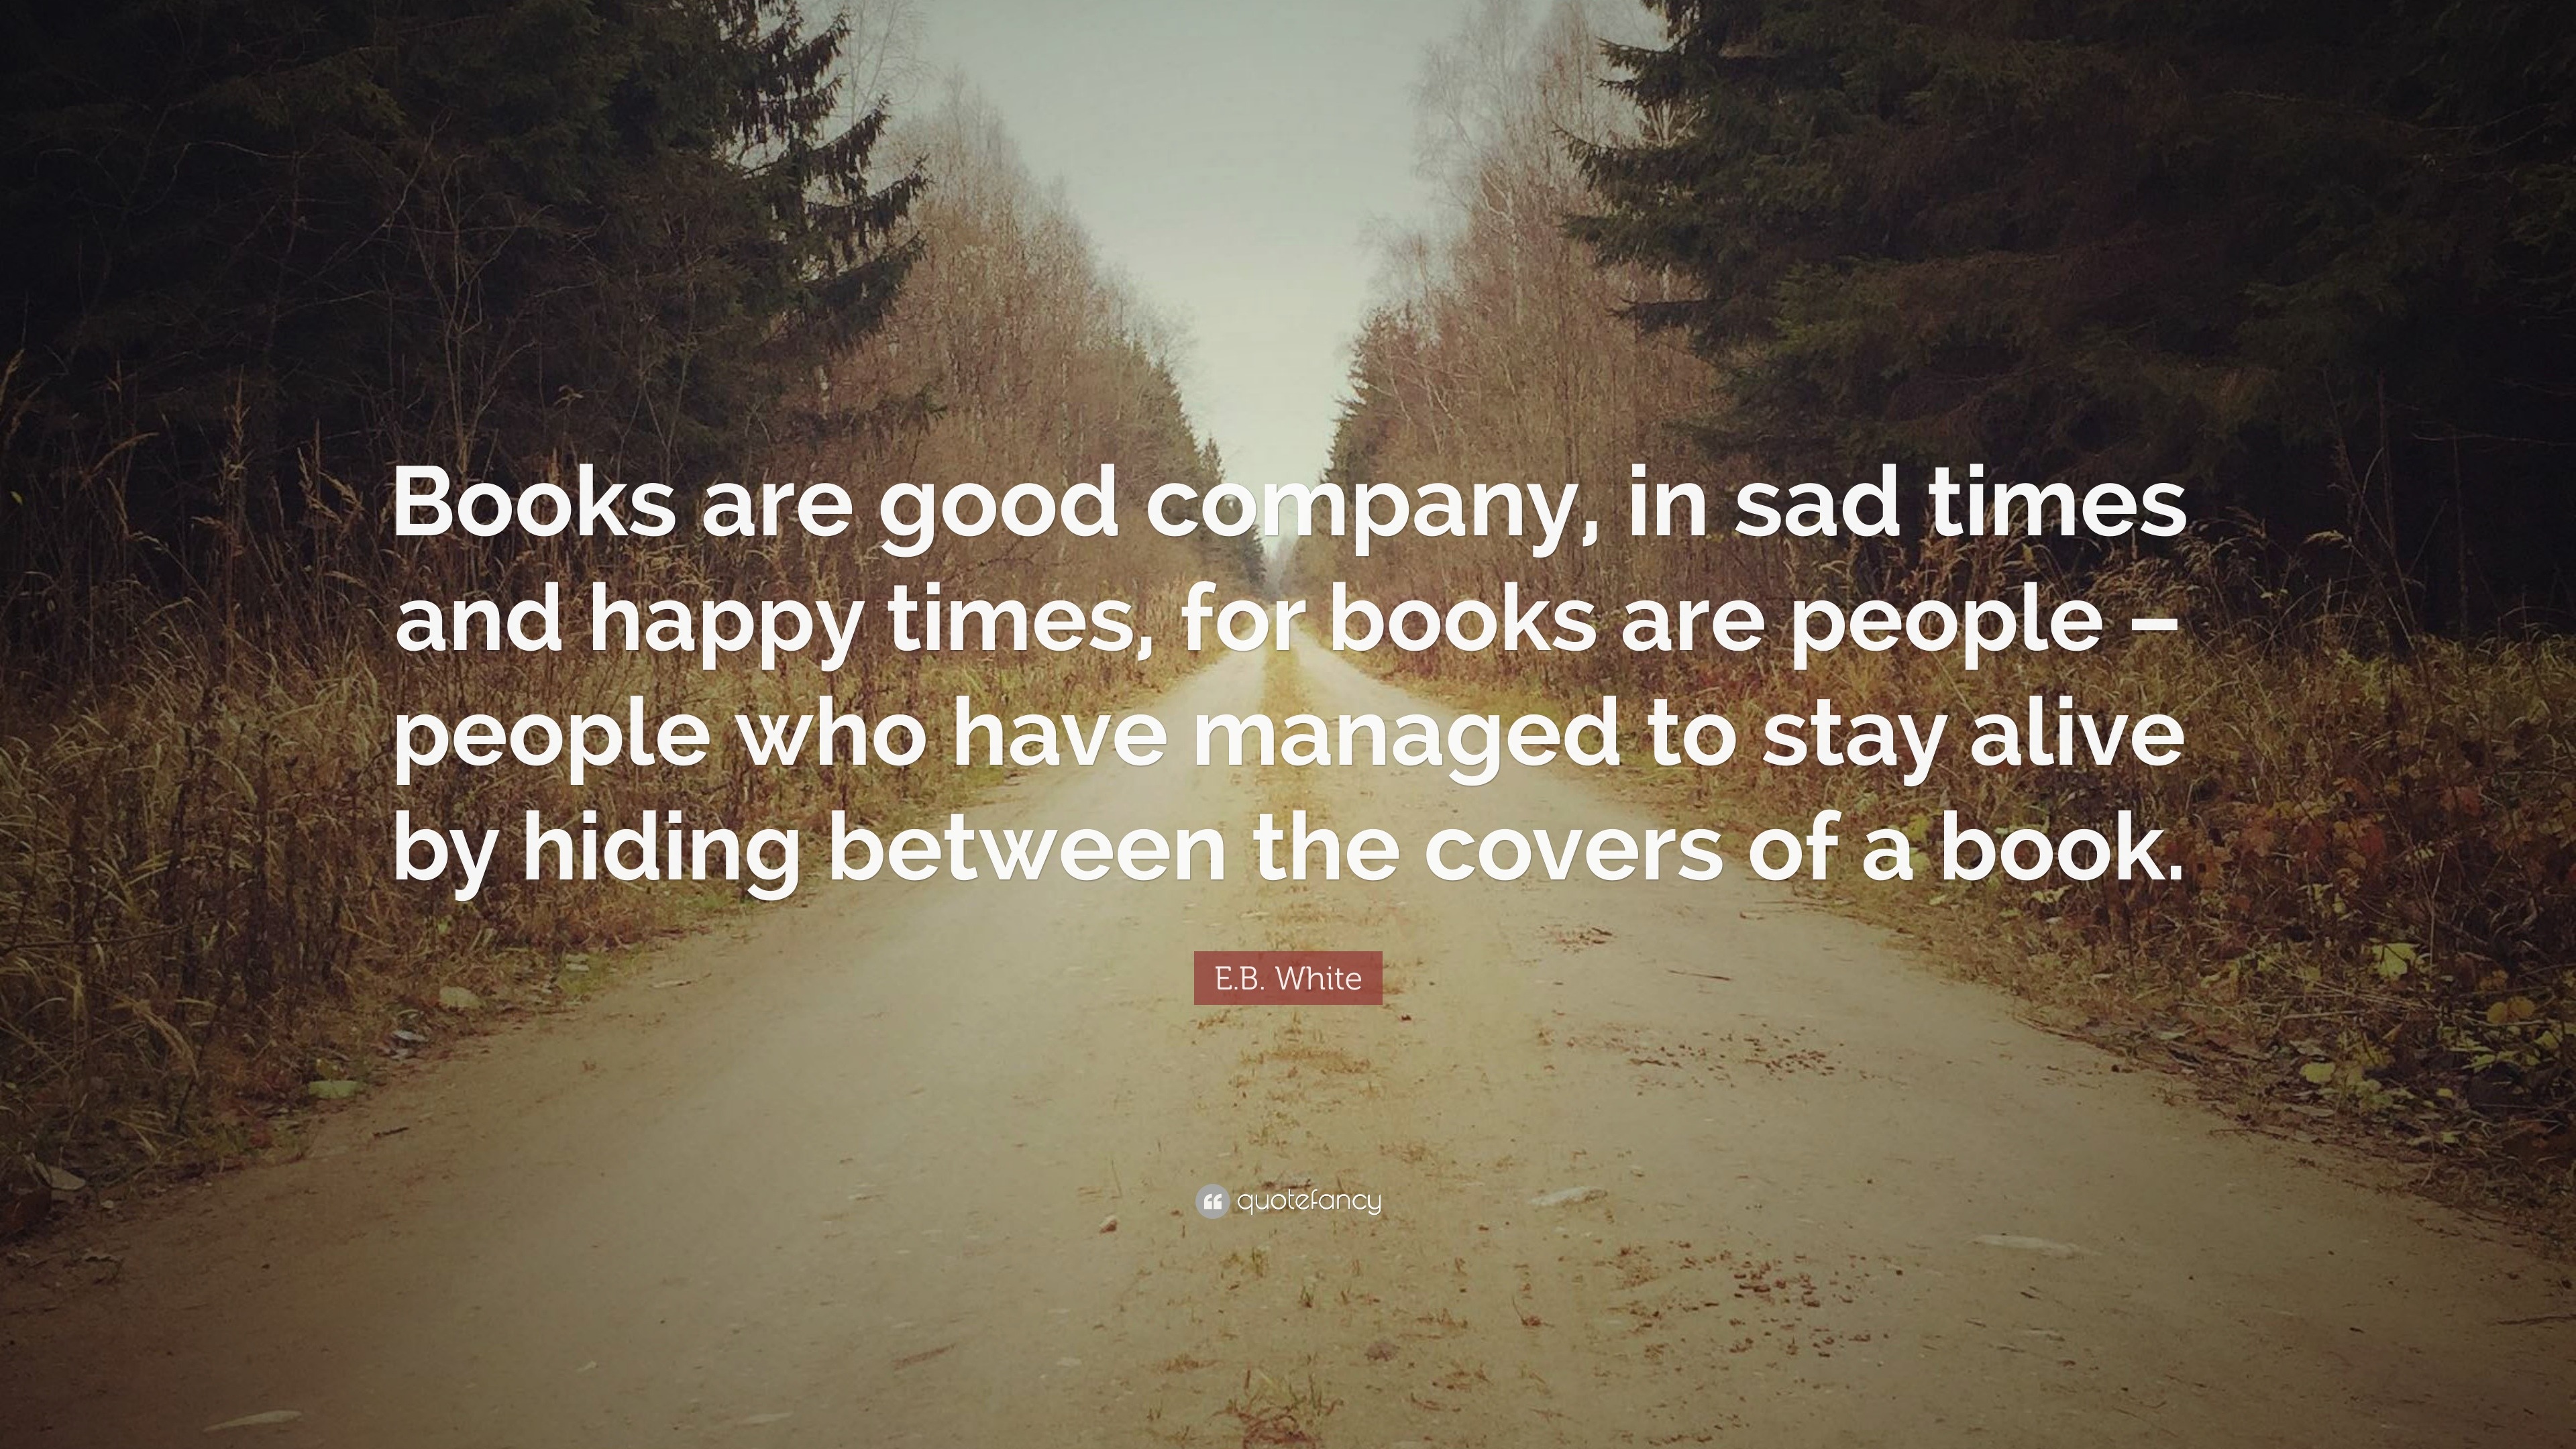 Books are good company, in sad times
and happy times, for books are people –
people who have managed to stay alive
by hiding between the covers of a book.
E.B. White
quotefancy